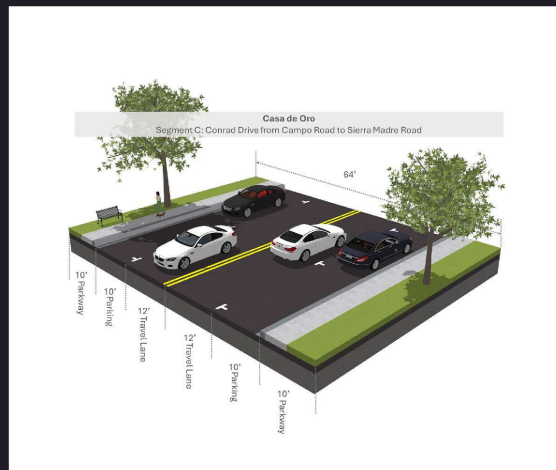 Casa de Oro
Segment C: Conrad Drive from Campo Road to Sierra Madre Road
64'
10' Parkway
10' Parking
12' Travel Lane
12' Travel Lane
10' Parking
10' Parkway